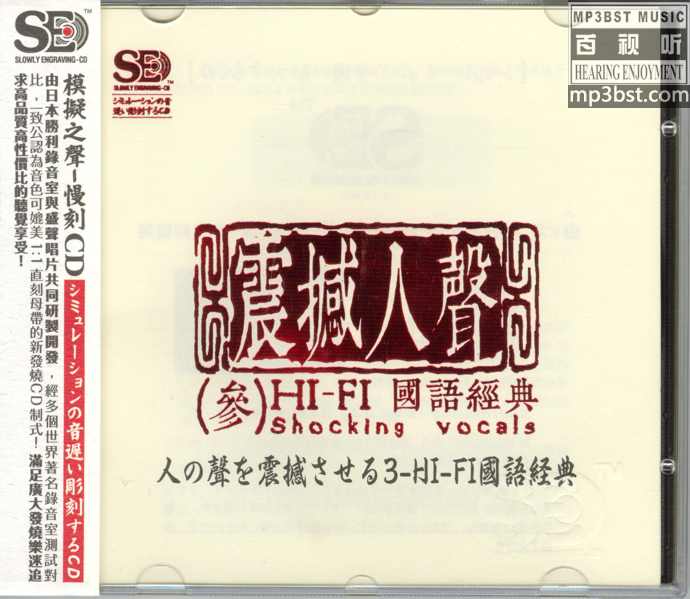 SED™
SLOWLY ENGRAVING-CD
模擬之聲-慢刻CD シミュレーションの音遅い彫刻するCD
由日本勝利錄音室與盛聲唱片共同研製開發，經多個世界著名錄音室測試對
比，一致公認為音色可媲美1:1直刻母帶的新發燒CD制式！滿足廣大發燒樂迷追
求高品質高性價比的聽覺享受！
SED™
SLOWLY ENGRAVING-CD
シミュレーションの音
遅い彫刻するCD
MP3BST MUSIC
百视听
HEARING ENJOYMENT
mp3bst.com
震撼人聲
(參)HI-FI 國語經典
Shocking vocals
人の聲を震撼させる3-HI-FI國語経典